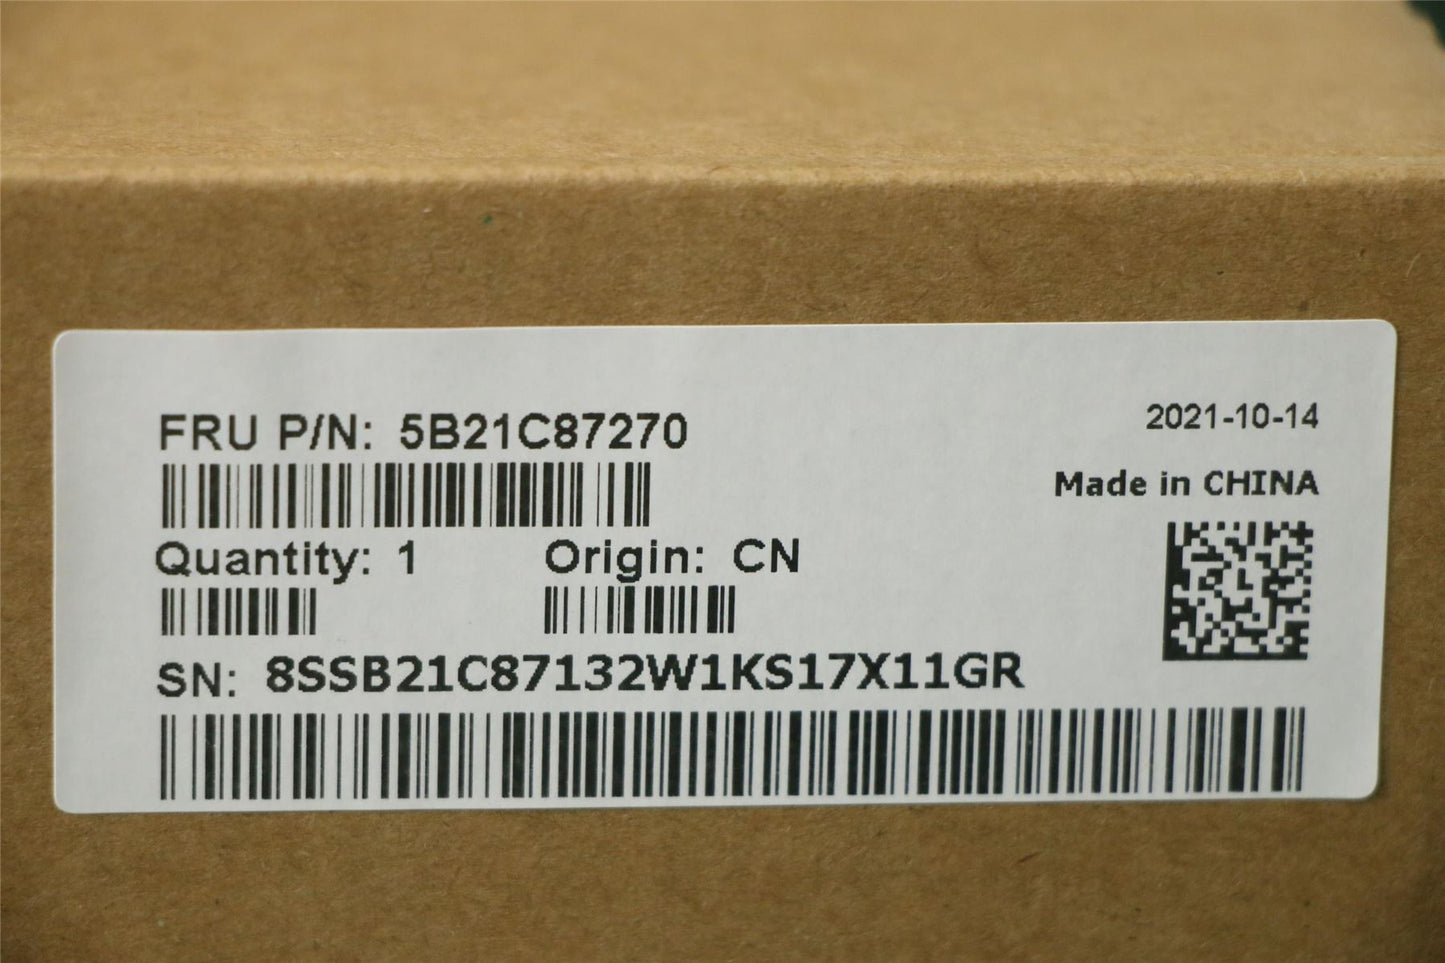 FRU P/N: 5B21C87270
2021-10-14
Made in CHINA
Quantity: 1
Origin: CN
SN: 8SSB21C87132W1KS17X11GR